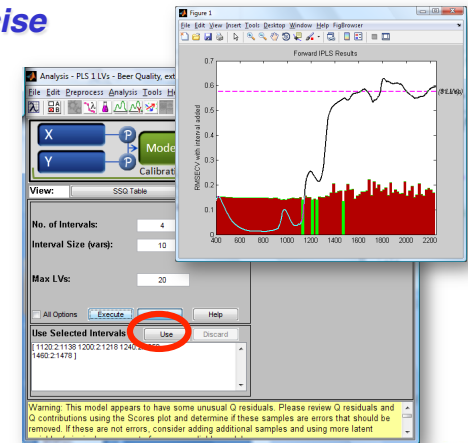 ise
Figure 1
File Edit View Insert Tools Desktop Window Help FigBrowser
Forward IPLS Results
RMSECV with interval added
0.7
0.6
0.5
0.4
0.3
0.2
0.1
0
400 600 800 1000 1200 1400 1600 1800 2000 2200
Analysis - PLS 1 LVs - Beer Quality, ext
File Edit Preprocess Analysis Tools He
X
P
Y
P
Mode
Calibrati
View: SSQ Table
No. of Intervals: 4
Interval Size (vars): 10
Max LVs: 20
All Options Execute Help
Use Selected Intervals Use Discard
[ 1120:2:1138 1200:2:1218 1240:
1460:2:1478 ]
Warning: This model appears to have some unusual Q residuals. Please review Q residuals and
Q contributions using the Scores plot and determine if these samples are errors that should be
removed. If these are not errors, consider adding additional samples and using more latent